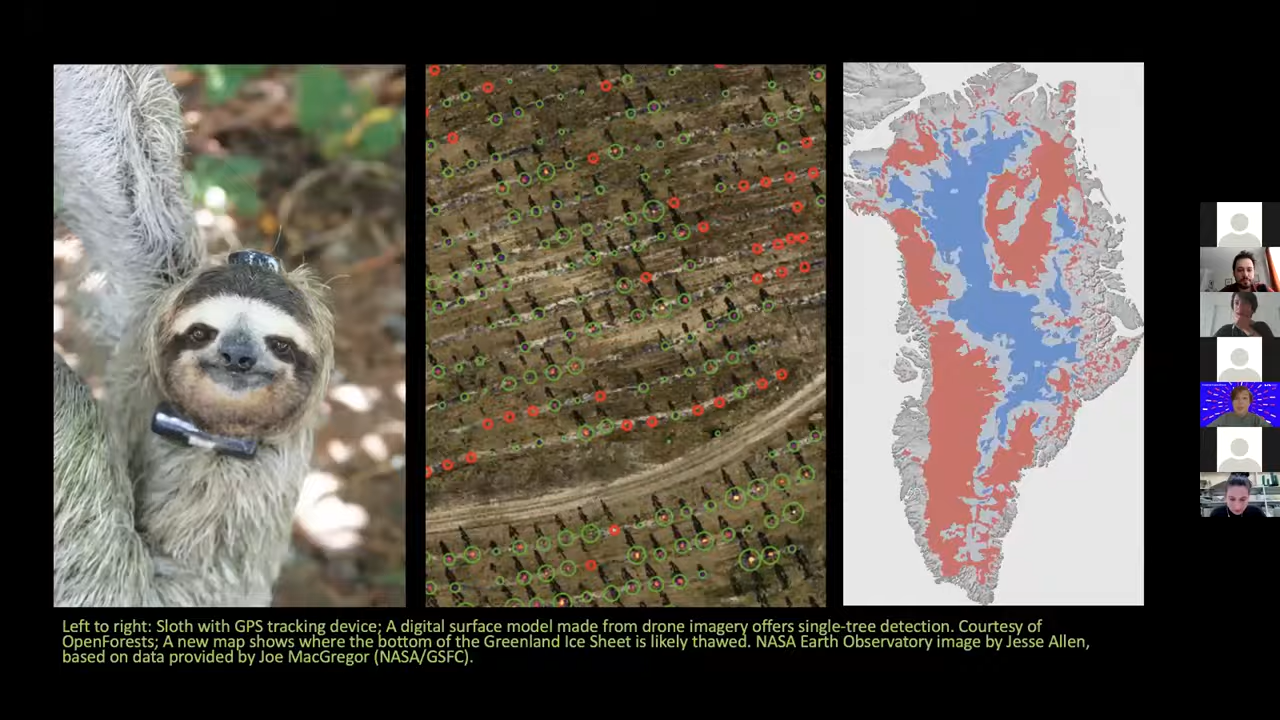 Left to right: Sloth with GPS tracking device; A digital surface model made from drone imagery offers single-tree detection. Courtesy of
OpenForests; A new map shows where the bottom of the Greenland Ice Sheet is likely thawed. NASA Earth Observatory image by Jesse Allen,
based on data provided by Joe MacGregor (NASA/GSFC).